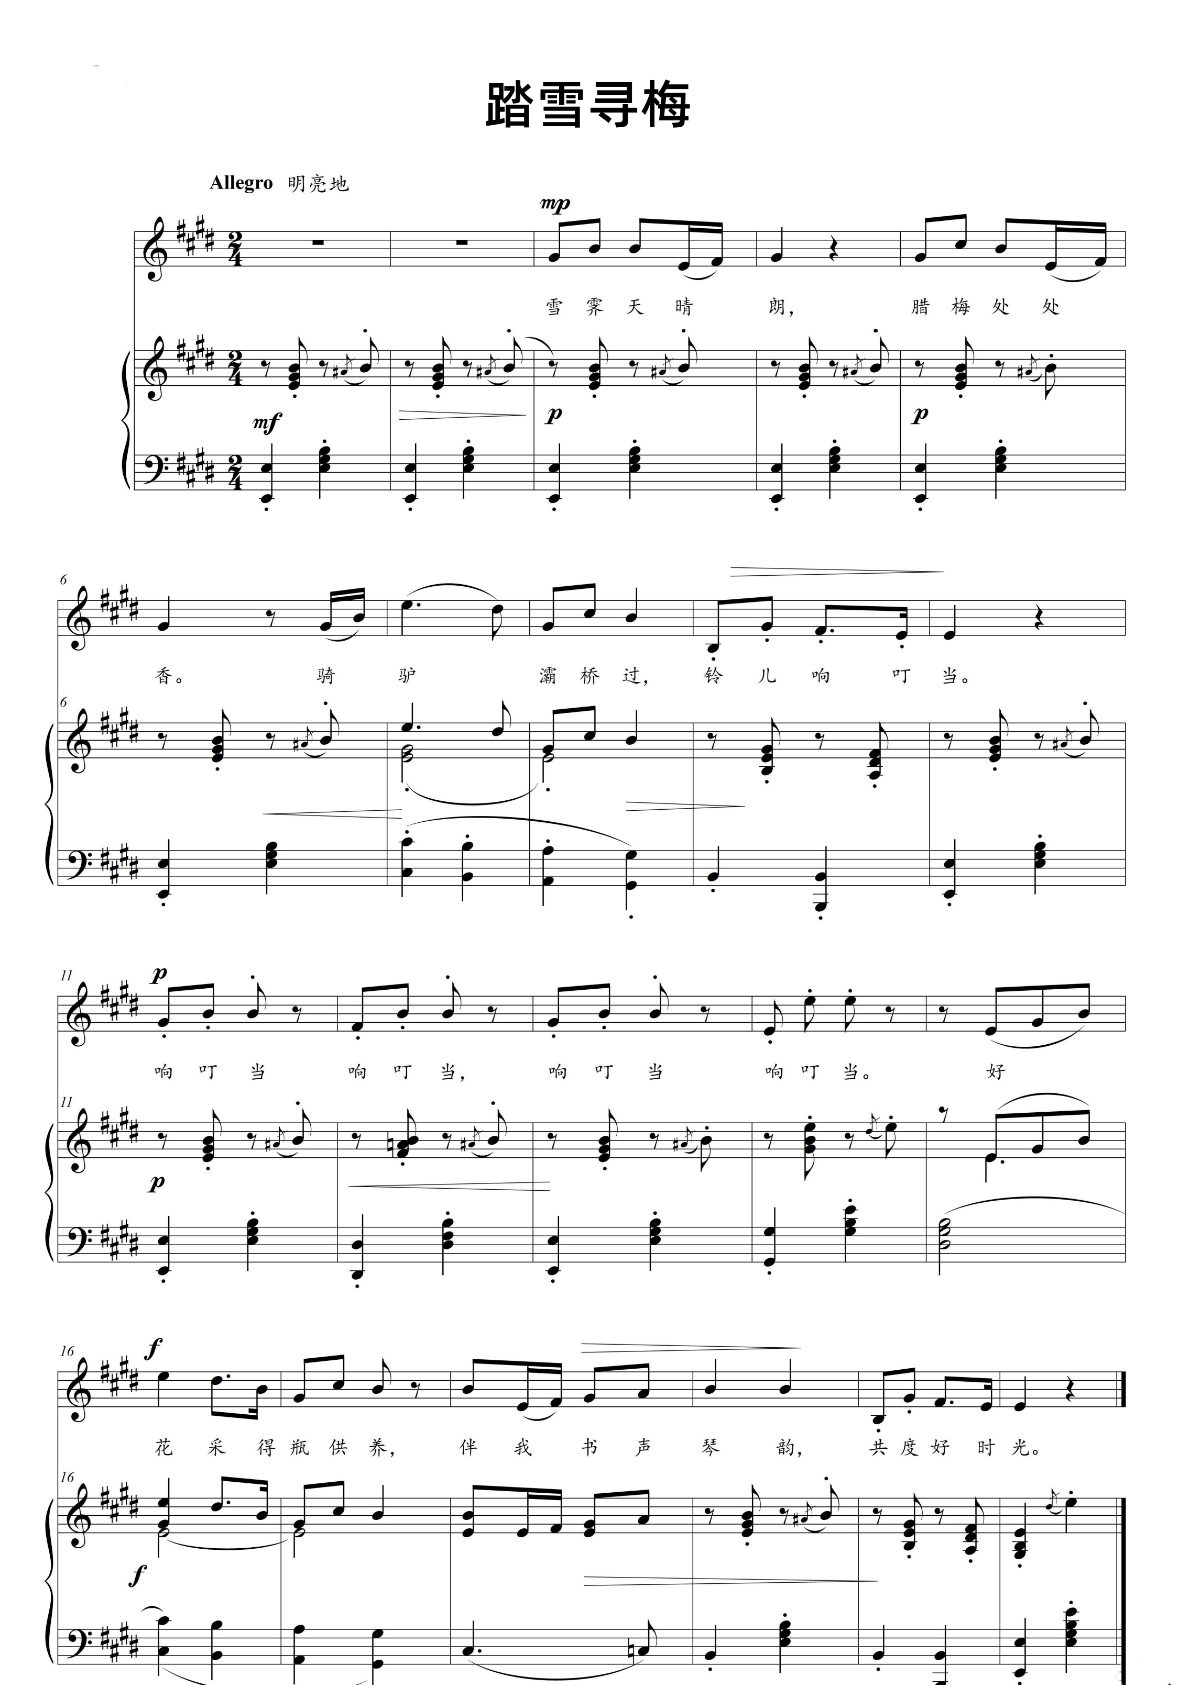 踏雪寻梅
Allegro 明亮地
mp
雪 霁 天 晴 朗， 腊 梅 处 处
mf p p
6
香。 骑 驴 灞 桥 过， 铃 儿 响 叮 当。
6
11 p
响 叮 当 响 叮 当， 响 叮 当 响 叮 当。 好
11
p
16 f
花 采 得 瓶 供 养， 伴 我 书 声 琴 韵， 共 度 好 时 光。
16
f